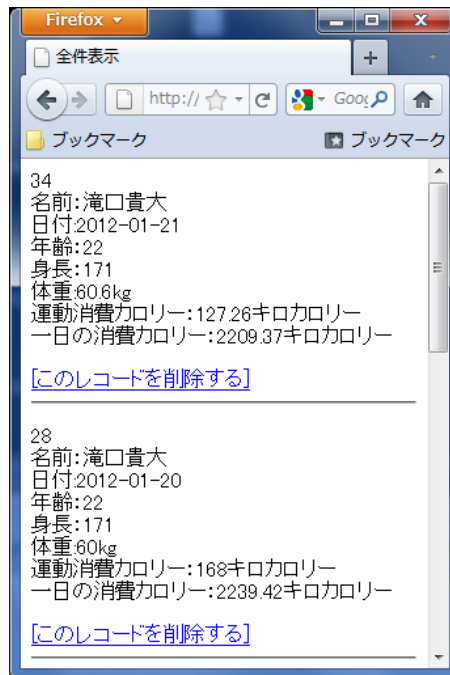 Firefox
全件表示
http://
Goog
ブックマーク
ブックマーク
34
名前:滝口貴大
日付:2012-01-21
年齢:22
身長:171
体重:60.6kg
運動消費カロリー:127.26キロカロリー
一日の消費カロリー:2209.37キロカロリー
[このレコードを削除する]
28
名前:滝口貴大
日付:2012-01-20
年齢:22
身長:171
体重:60kg
運動消費カロリー:168キロカロリー
一日の消費カロリー:2239.42キロカロリー
[このレコードを削除する]